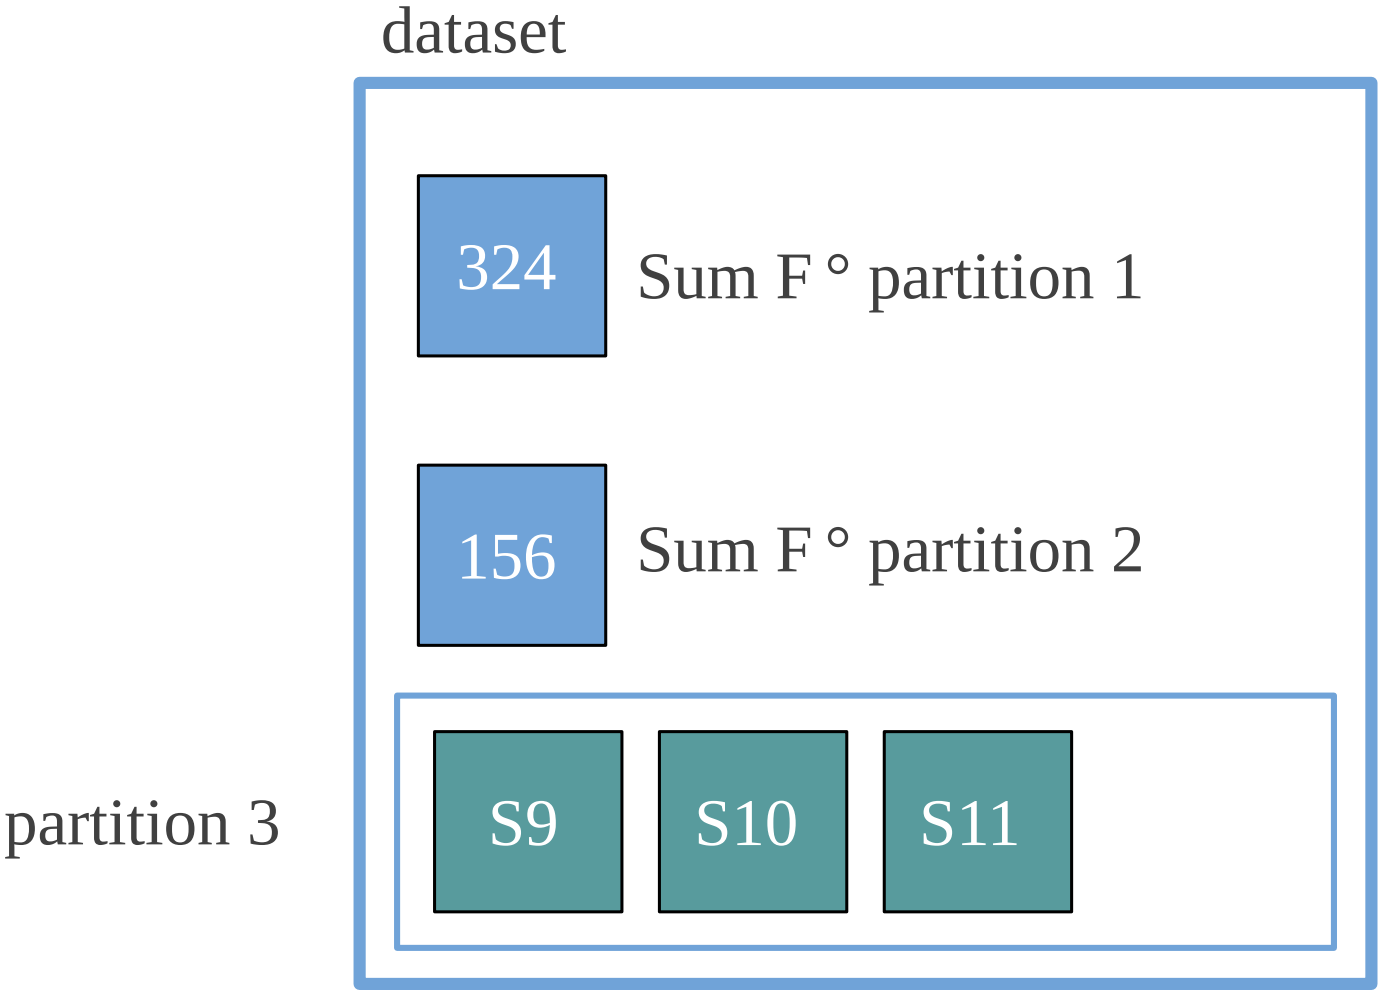 dataset
324
Sum F° partition 1
156
Sum F° partition 2
partition 3
S9
S10
S11